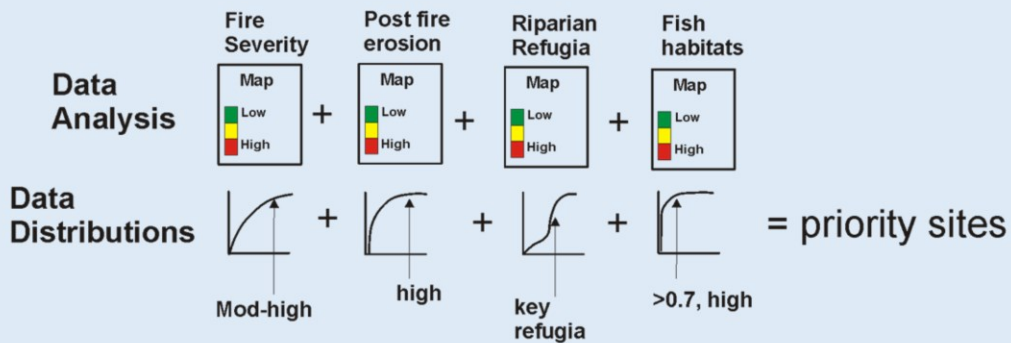 Fire
Severity
Post fire
erosion
Riparian
Refugia
Fish
habitats
Data
Analysis
Map
Low
High
+
Map
Low
High
+
Map
Low
High
+
Map
Low
High
Data
Distributions
+
+
+
= priority sites
Mod-high
high
key
refugia
>0.7, high